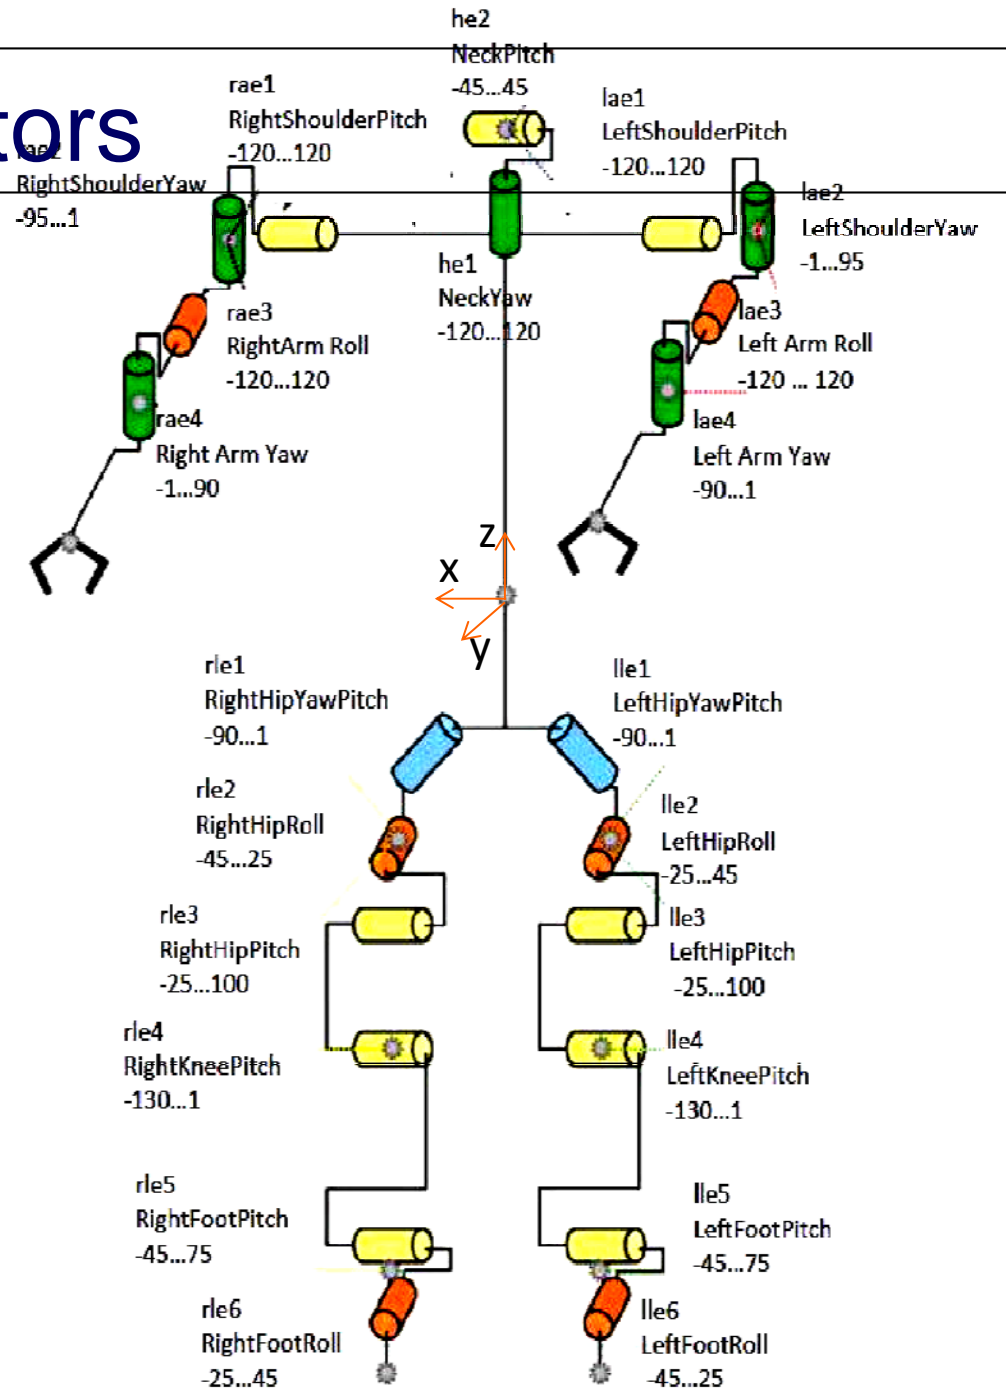 he2
NeckPitch
-45...45
tors
rae1
RightShoulderPitch
-120...120
lae1
LeftShoulderPitch
-120...120
rae2
RightShoulderYaw
-95...1
lae2
LeftShoulderYaw
-1...95
he1
NeckYaw
-120...120
rae3
RightArm Roll
-120...120
lae3
Left Arm Roll
-120 ... 120
rae4
Right Arm Yaw
-1...90
lae4
Left Arm Yaw
-90...1
z
x
y
rle1
RightHipYawPitch
-90...1
lle1
LeftHipYawPitch
-90...1
rle2
RightHipRoll
-45...25
lle2
LeftHipRoll
-25...45
rle3
RightHipPitch
-25...100
lle3
LeftHipPitch
-25...100
rle4
RightKneePitch
-130...1
lle4
LeftKneePitch
-130...1
rle5
RightFootPitch
-45...75
lle5
LeftFootPitch
-45...75
rle6
RightFootRoll
-25...45
lle6
LeftFootRoll
-45...25